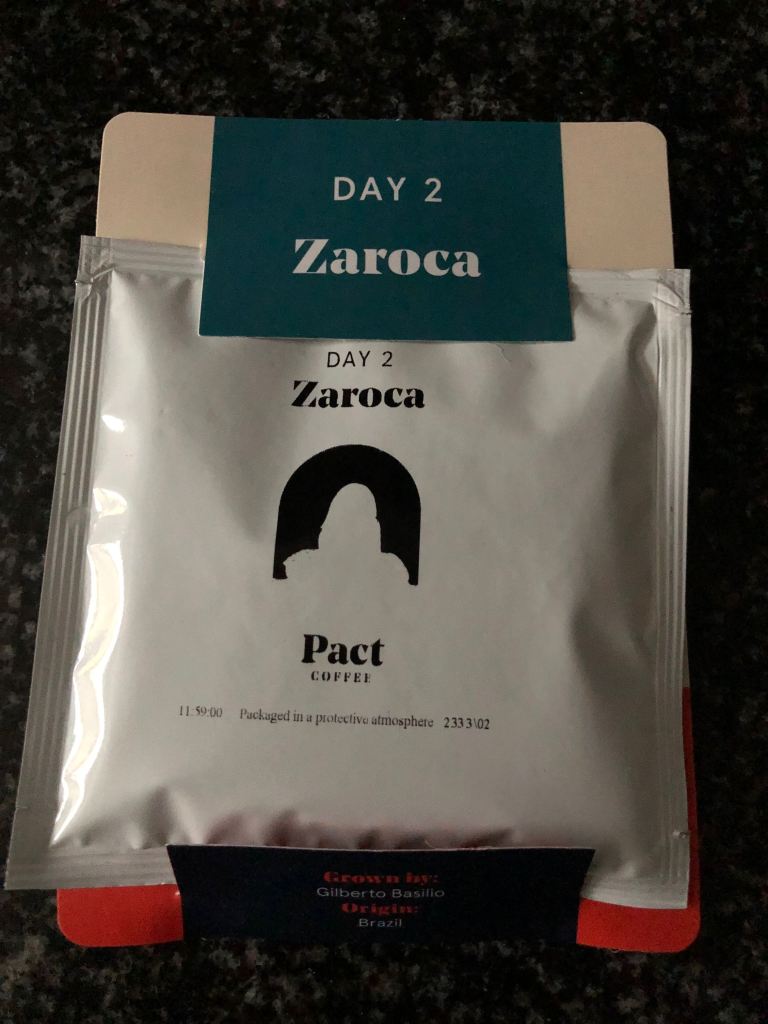 DAY 2
Zaroca
DAY 2
Zaroca
Pact
COFFEE
11:59:00 Packaged in a protective atmosphere 2333\02
Grown by:
Gilberto Basilio
Origin:
Brazil